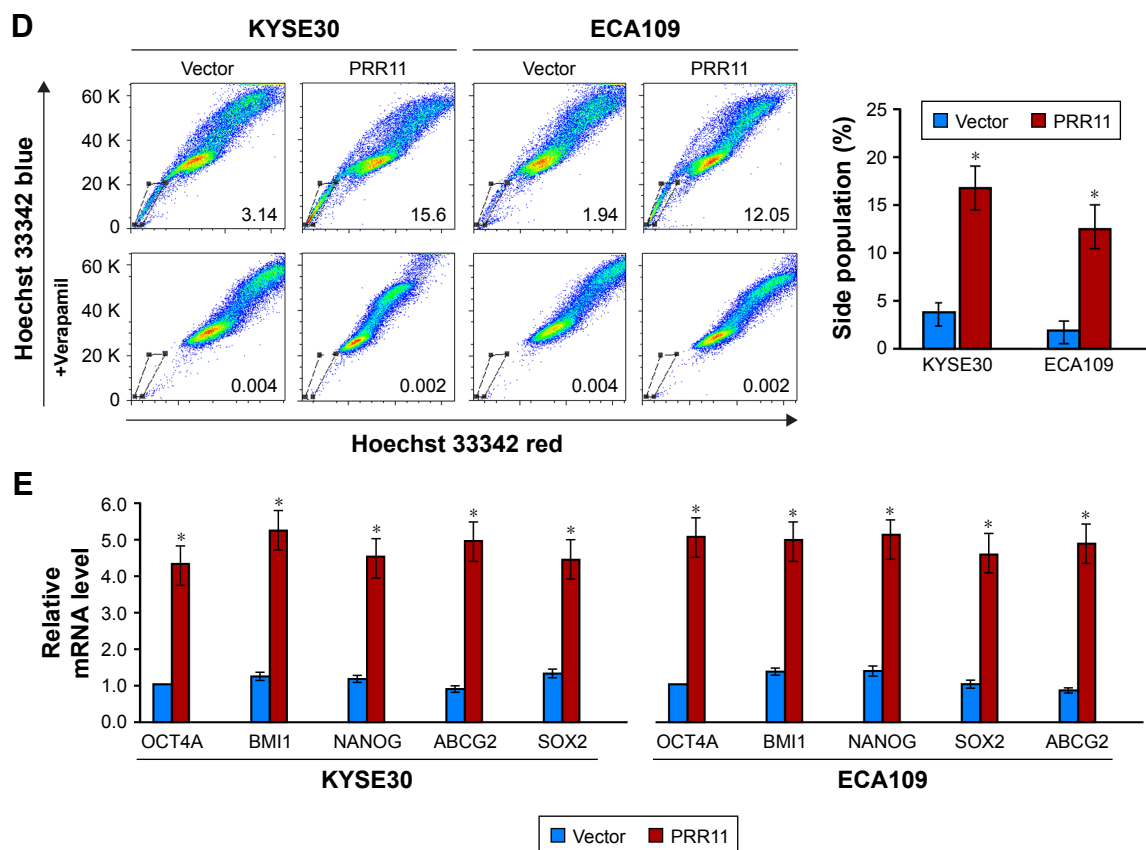 D
KYSE30 ECA109
Vector PRR11 Vector PRR11
Hoechst 33342 blue
+Verapamil
60 K
40 K
20 K
0
3.14 15.6 1.94 12.05
60 K
40 K
20 K
0
0.004 0.002 0.004 0.002
Hoechst 33342 red
Side population (%)
25
20
15
10
5
0
Vector PRR11
* *
KYSE30 ECA109
E
Relative
mRNA level
6.0
5.0
4.0
3.0
2.0
1.0
0.0
* * * * * * * * * *
OCT4A BMI1 NANOG ABCG2 SOX2 OCT4A BMI1 NANOG SOX2 ABCG2
KYSE30 ECA109
Vector PRR11